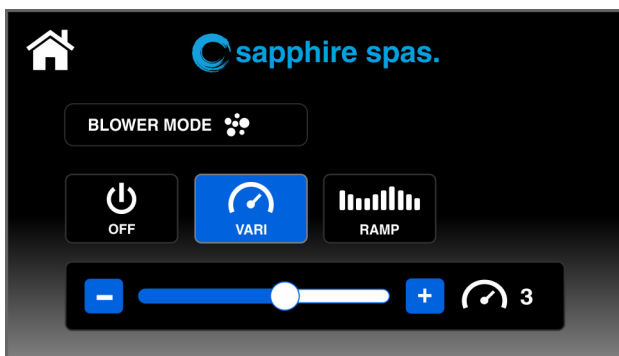 sapphire spas.
BLOWER MODE
OFF
VARI
RAMP
- + 3